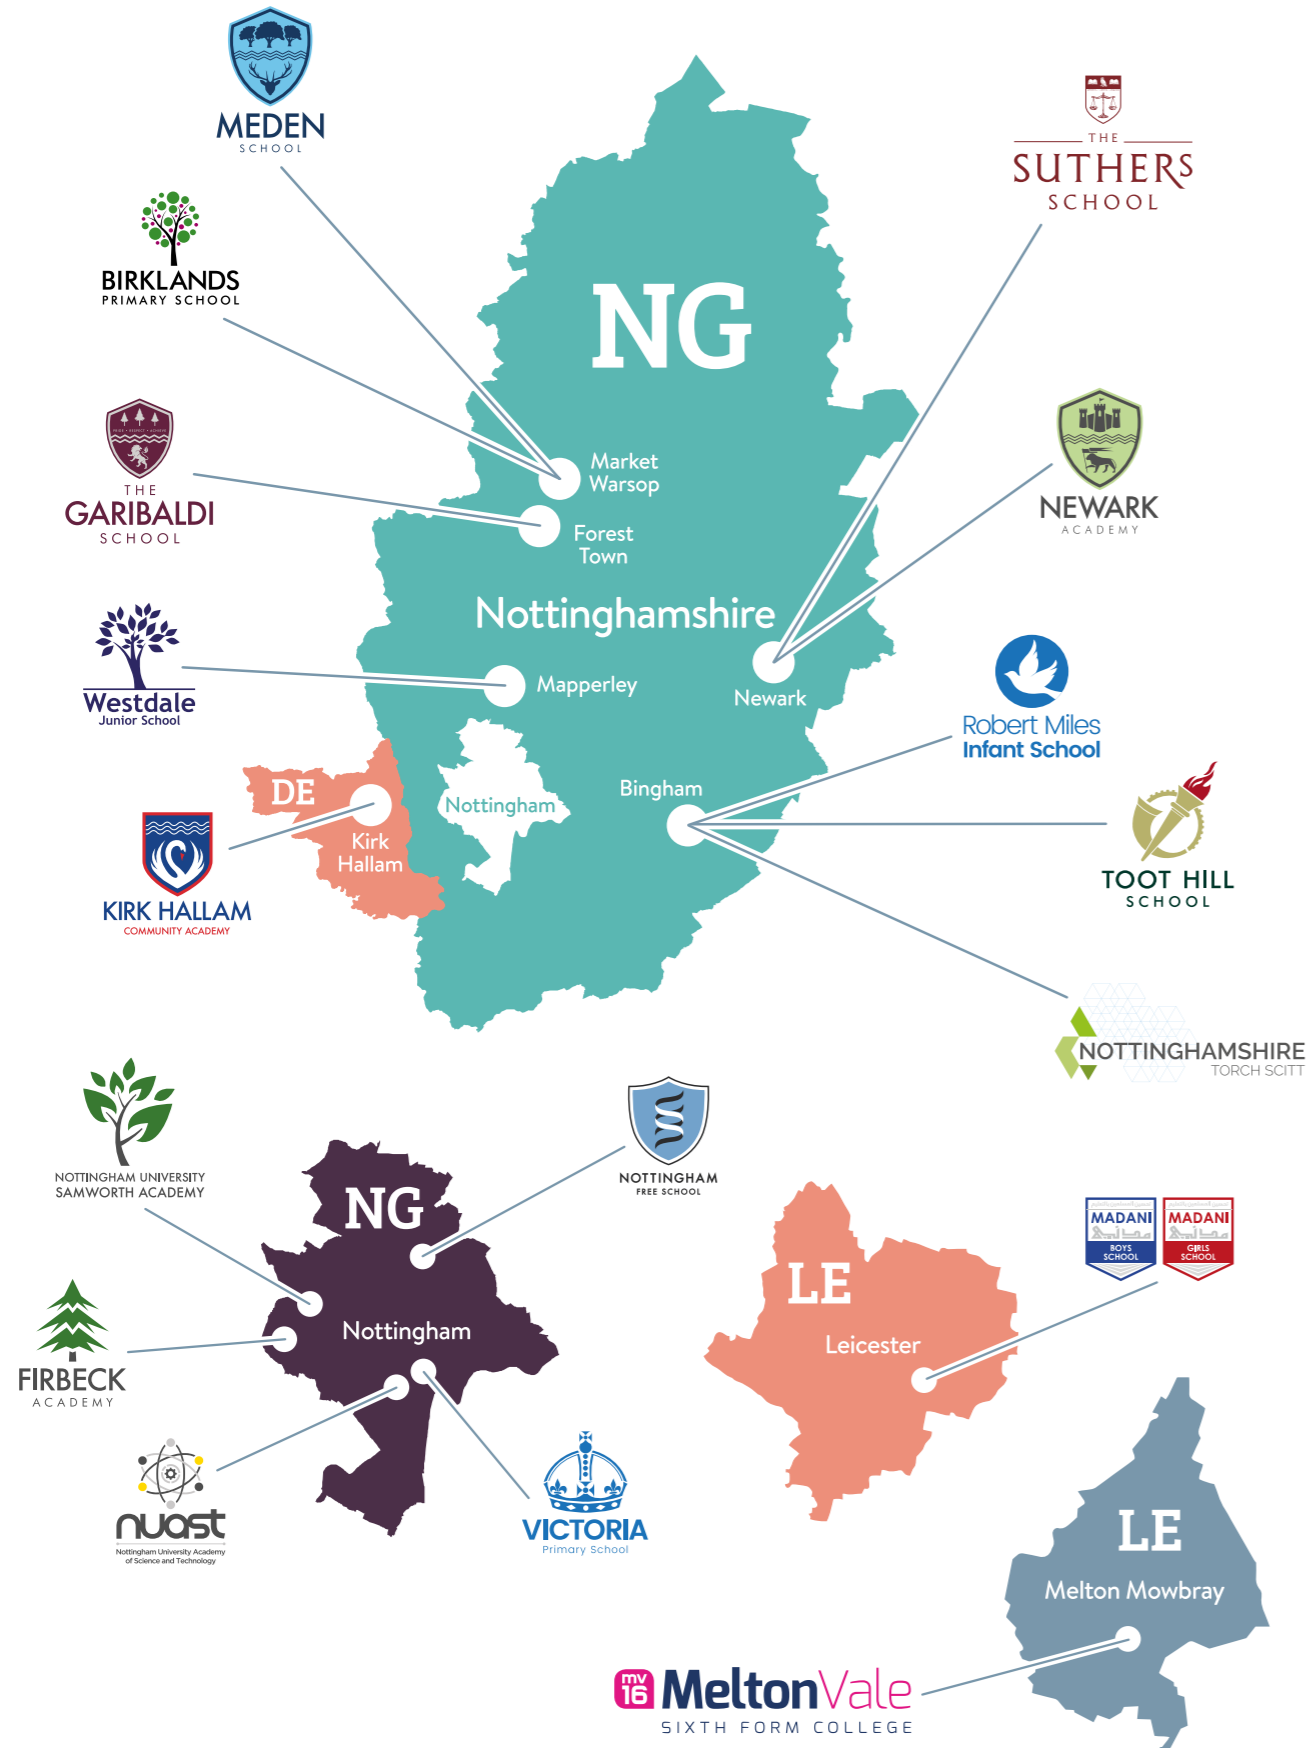 MEDEN
SCHOOL
THE
SUTHERS
SCHOOL
BIRKLANDS
PRIMARY SCHOOL
NG
THE
GARIBALDI
SCHOOL
Market
Warsop
Forest
Town
NEWARK
ACADEMY
Nottinghamshire
Westdale
Junior School
Mapperley
Newark
Robert Miles
Infant School
DE
Kirk
Hallam
Nottingham
Bingham
KIRK HALLAM
COMMUNITY ACADEMY
TOOT HILL
SCHOOL
NOTTINGHAMSHIRE
TORCH SCITT
NOTTINGHAM UNIVERSITY
SAMWORTH ACADEMY
NOTTINGHAM
FREE SCHOOL
NG
Nottingham
FIRBECK
ACADEMY
nuast
Nottingham University Academy
of Science and Technology
VICTORIA
Primary School
LE
Leicester
MADANI
BOYS
SCHOOL
MADANI
GIRLS
SCHOOL
LE
Melton Mowbray
mv
16
MeltonVale
SIXTH FORM COLLEGE